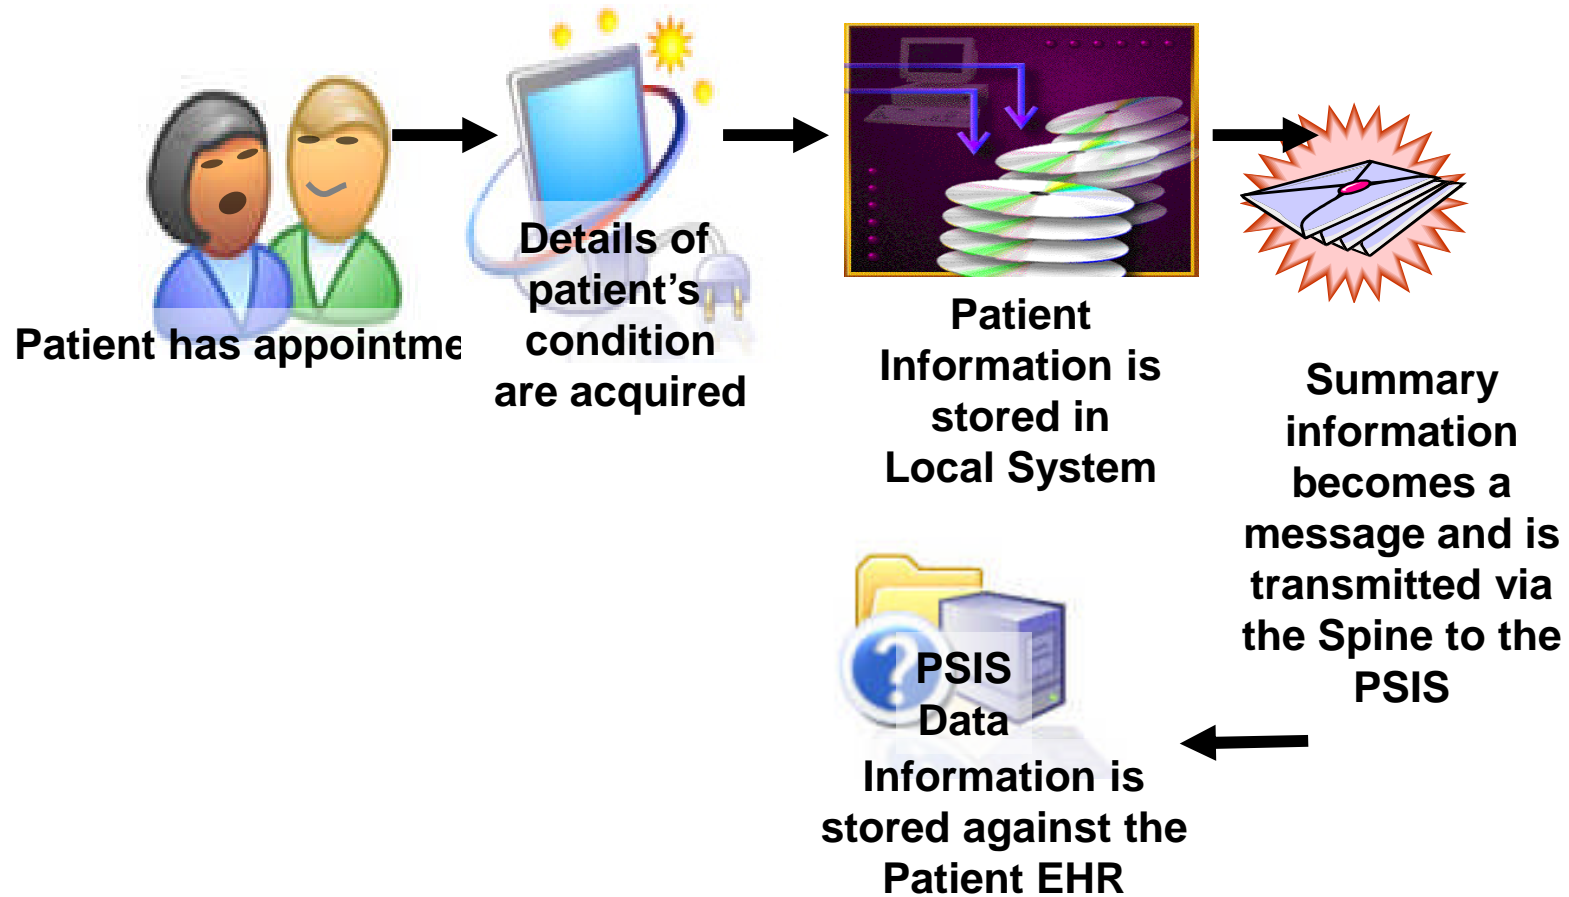 Patient has appointme
Details of
patient’s
condition
are acquired
Patient
Information is
stored in
Local System
Summary
information
becomes a
message and is
transmitted via
the Spine to the
PSIS
PSIS
Data
Information is
stored against the
Patient EHR